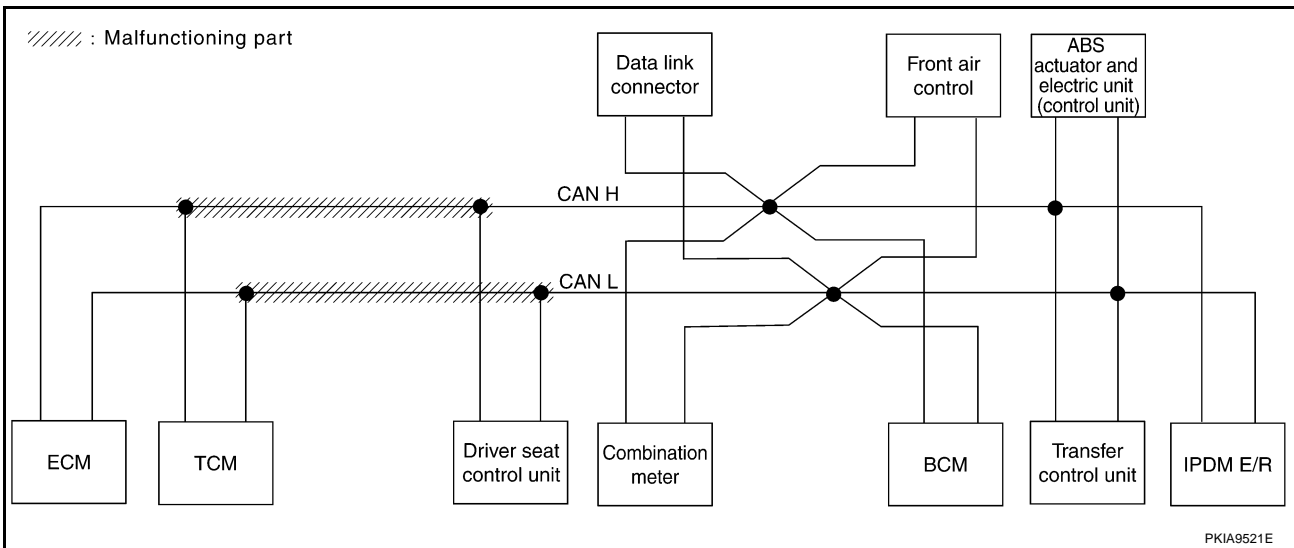 : Malfunctioning part
Data link
connector
Front air
control
ABS
actuator and
electric unit
(control unit)
CAN H
CAN L
ECM
TCM
Driver seat
control unit
Combination
meter
BCM
Transfer
control unit
IPDM E/R
PKIA9521E